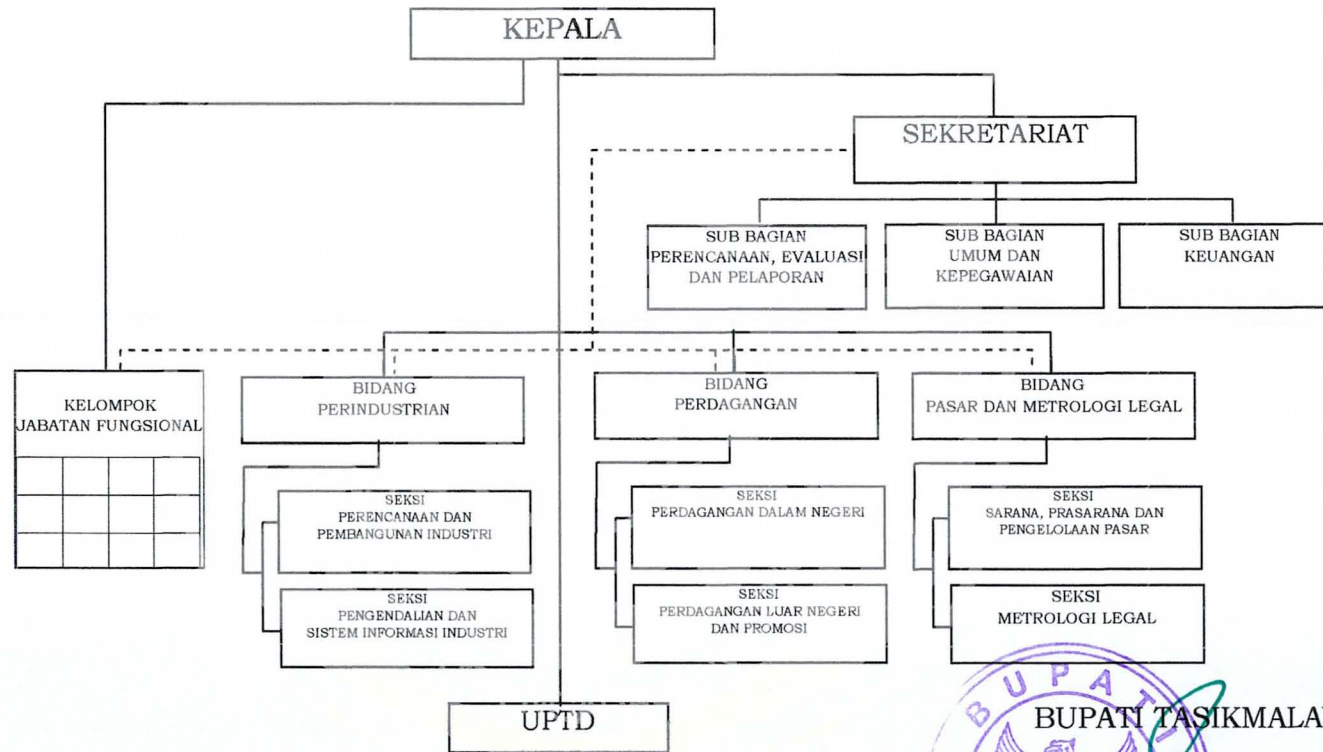 KEPALA
SEKRETARIAT
SUB BAGIAN
PERENCANAAN, EVALUASI
DAN PELAPORAN
SUB BAGIAN
UMUM DAN
KEPEGAWAIAN
SUB BAGIAN
KEUANGAN
KELOMPOK
JABATAN FUNGSIONAL
BIDANG
PERINDUSTRIAN
BIDANG
PERDAGANGAN
BIDANG
PASAR DAN METROLOGI LEGAL
SEKSI
PERENCANAAN DAN
PEMBANGUNAN INDUSTRI
SEKSI
PERDAGANGAN DALAM NEGERI
SEKSI
SARANA, PRASARANA DAN
PENGELOLAAN PASAR
SEKSI
PENGENDALIAN DAN
SISTEM INFORMASI INDUSTRI
SEKSI
PERDAGANGAN LUAR NEGERI
DAN PROMOSI
SEKSI
METROLOGI LEGAL
UPTD
BUPATI
BUPATI TASIKMALA